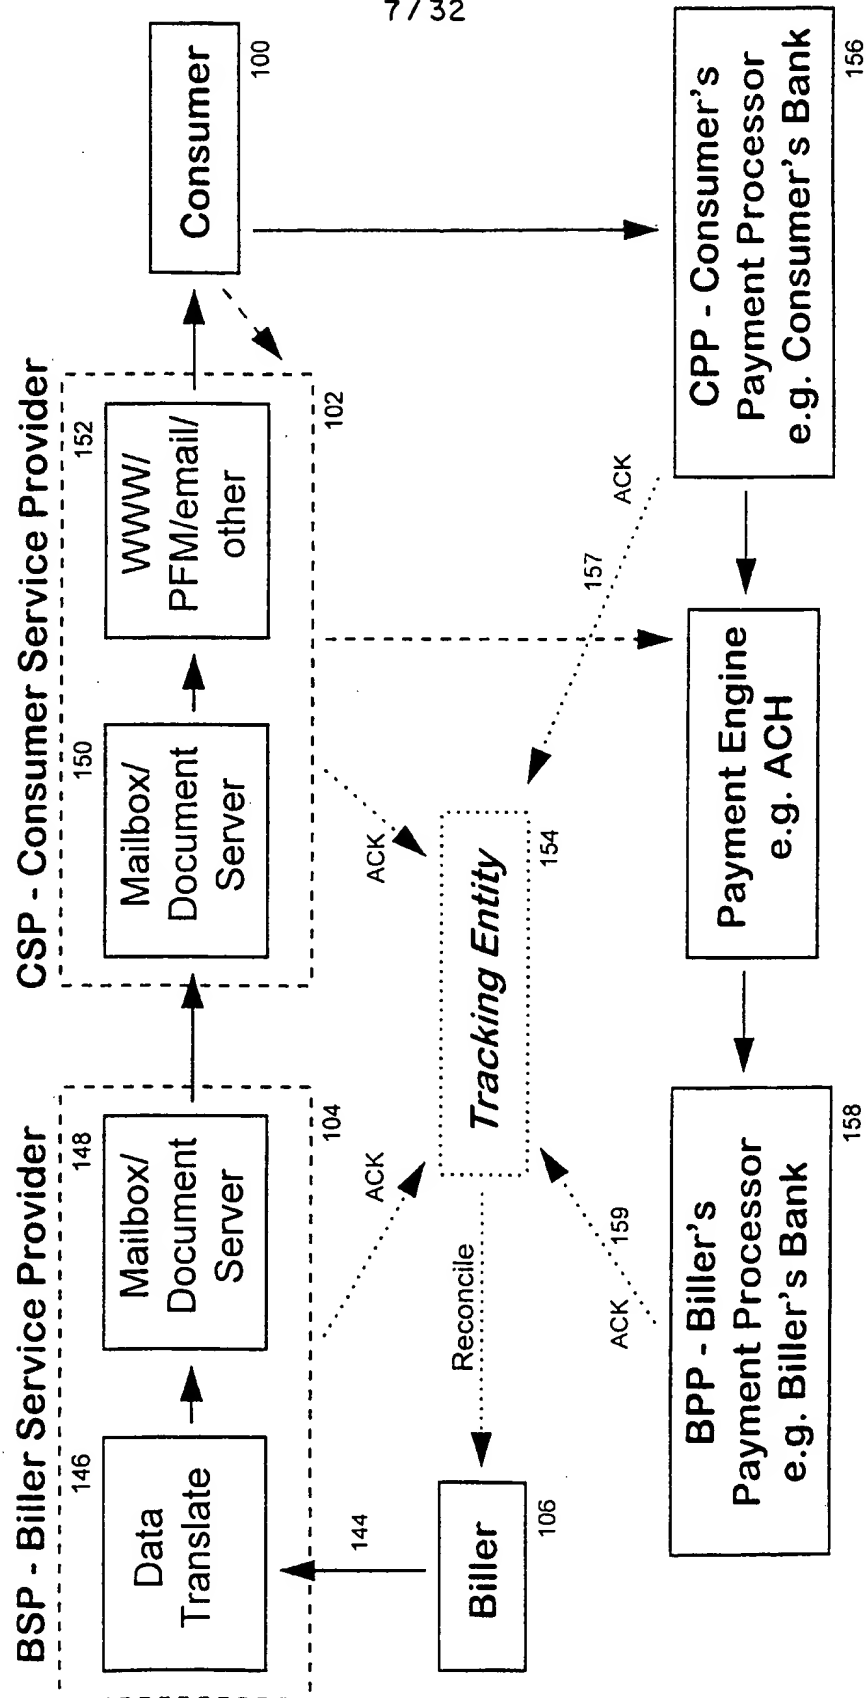 7/32
BSP - Biller Service Provider
CSP - Consumer Service Provider
146
Data
Translate
148
Mailbox/
Document
Server
104
150
Mailbox/
Document
Server
152
WWW/
PFM/email/
other
102
Consumer
100
144
ACK
ACK
Biller
106
Reconcile
Tracking Entity
154
157
ACK
ACK
159
BPP - Biller's
Payment Processor
e.g. Biller's Bank
158
Payment Engine
e.g. ACH
CPP - Consumer's
Payment Processor
e.g. Consumer's Bank
156